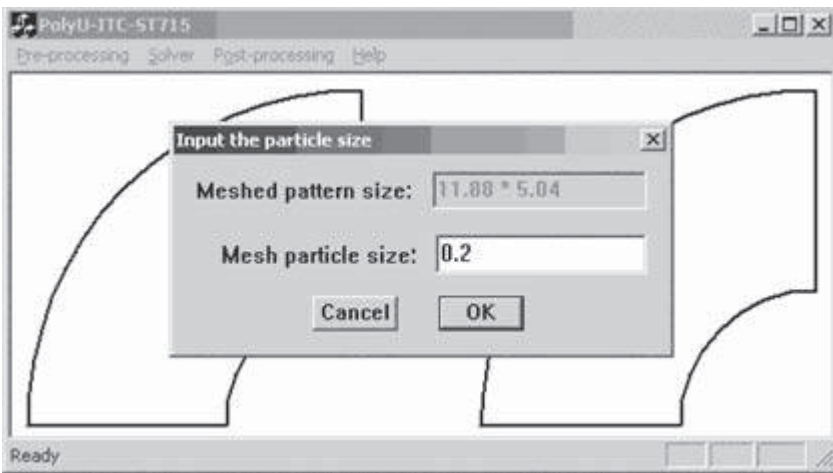 PolyU-ITC-ST715
Pre-processing Solver Post-processing Help
Input the particle size
Meshed pattern size: 11.88 * 5.04
Mesh particle size: 0.2
Cancel OK
Ready